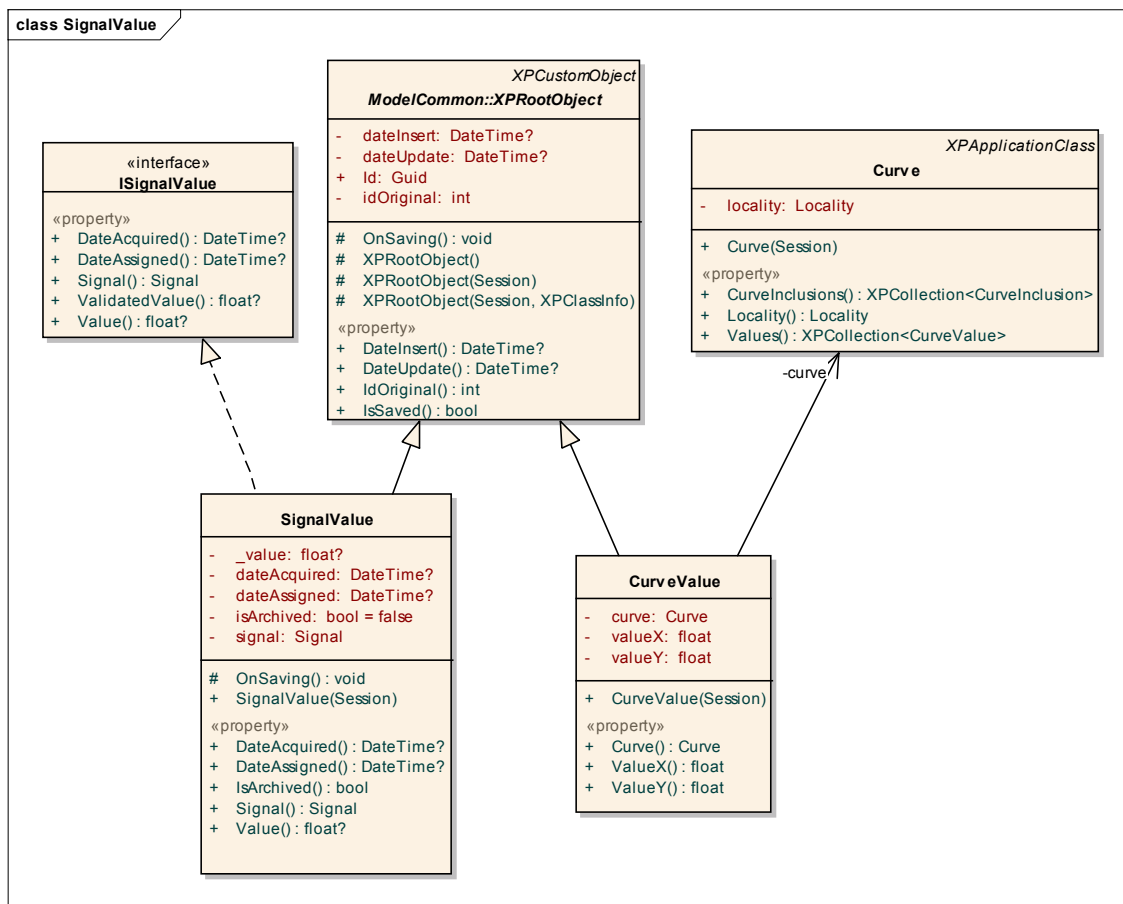 class SignalValue
XPCustomObject
ModelCommon::XPRootObject
- dateInsert: DateTime?
- dateUpdate: DateTime?
+ Id: Guid
- idOriginal: int
# OnSaving() : void
# XPRootObject()
# XPRootObject(Session)
# XPRootObject(Session, XPClassInfo)
«property»
+ DateInsert() : DateTime?
+ DateUpdate() : DateTime?
+ IdOriginal() : int
+ IsSaved() : bool
«interface»
ISignalValue
«property»
+ DateAcquired() : DateTime?
+ DateAssigned() : DateTime?
+ Signal() : Signal
+ ValidatedValue() : float?
+ Value() : float?
XPApplicationClass
Curve
- locality: Locality
+ Curve(Session)
«property»
+ CurveInclusions() : XPCollection<CurveInclusion>
+ Locality() : Locality
+ Values() : XPCollection<CurveValue>
-curve
SignalValue
- _value: float?
- dateAcquired: DateTime?
- dateAssigned: DateTime?
- isArchived: bool = false
- signal: Signal
# OnSaving() : void
+ SignalValue(Session)
«property»
+ DateAcquired() : DateTime?
+ DateAssigned() : DateTime?
+ IsArchived() : bool
+ Signal() : Signal
+ Value() : float?
CurveValue
- curve: Curve
- valueX: float
- valueY: float
+ CurveValue(Session)
«property»
+ Curve() : Curve
+ ValueX() : float
+ ValueY() : float